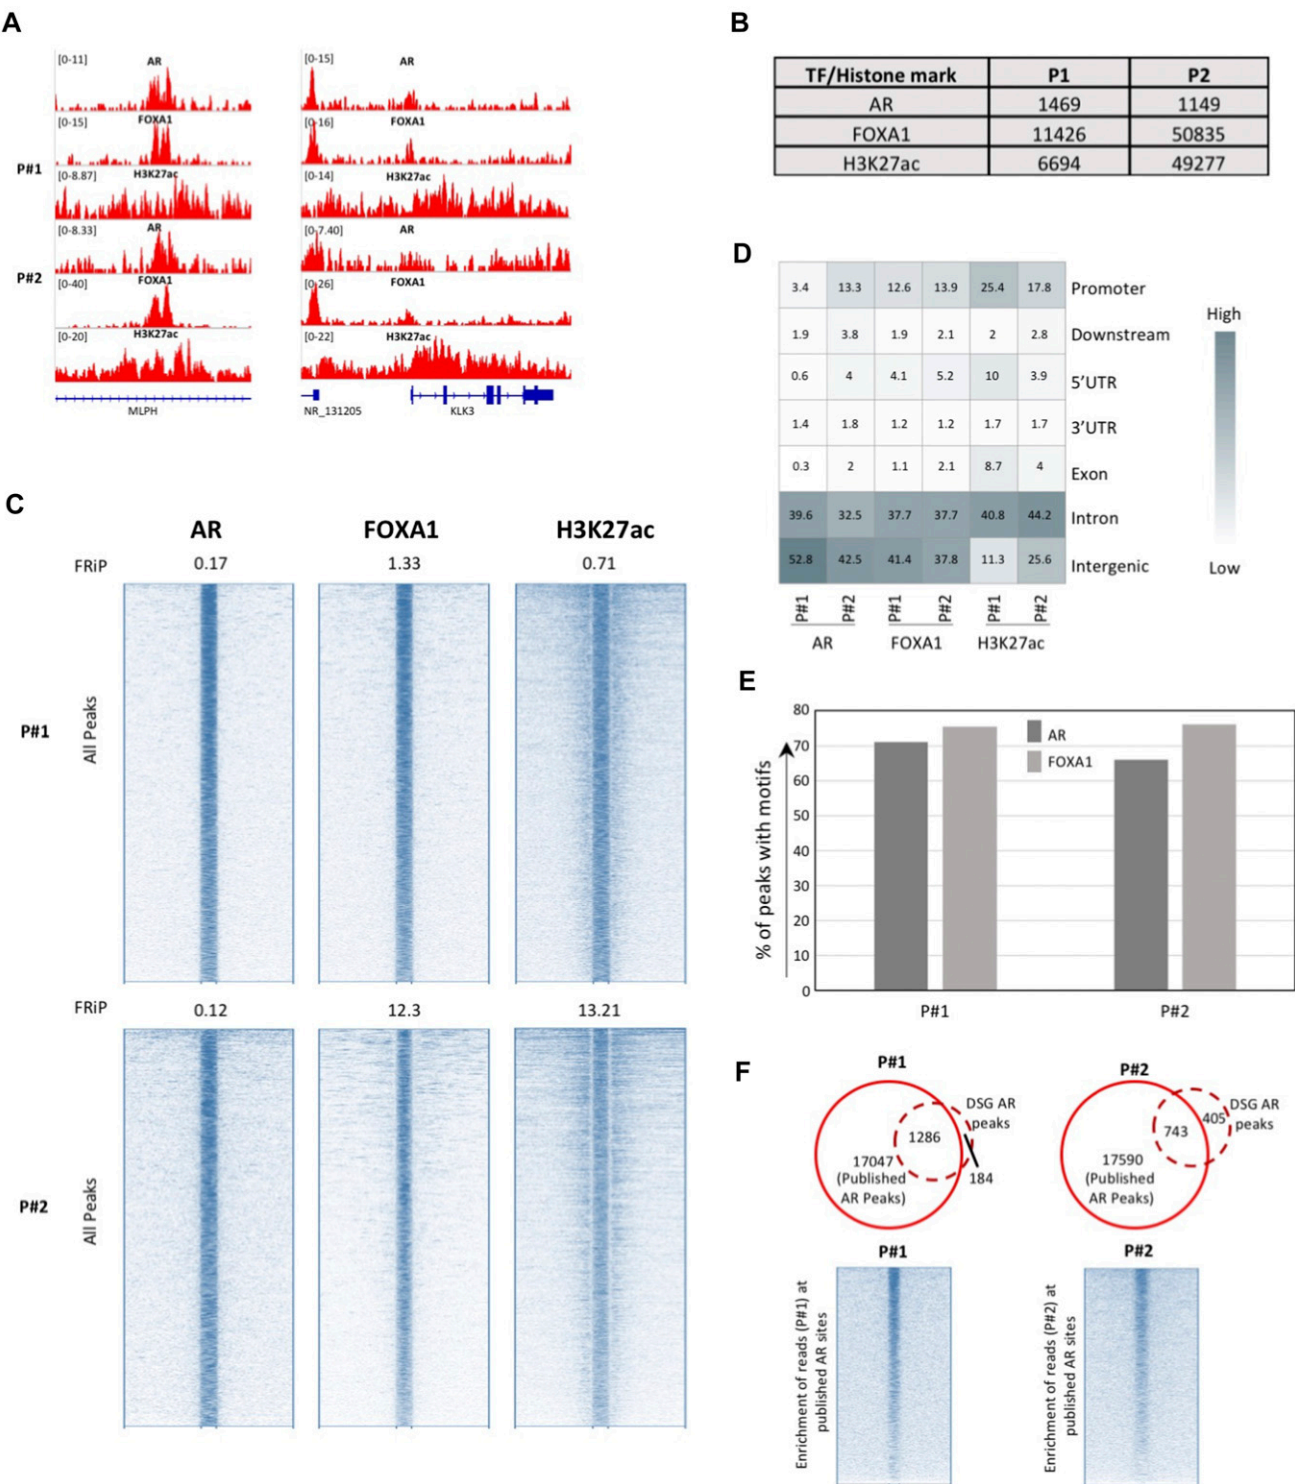 A
[0-11]
AR
[0-15]
FOXA1
[0-8.87]
H3K27ac
P#1
[0-8.33]
AR
[0-40]
FOXA1
[0-20]
H3K27ac
P#2
MLPH
[0-15]
AR
[0-16]
FOXA1
[0-14]
H3K27ac
[0-7.40]
AR
[0-26]
FOXA1
[0-22]
H3K27ac
NR_131205 KLK3
B
TF/Histone mark P1 P2
AR 1469 1149
FOXA1 11426 50835
H3K27ac 6694 49277
C
AR FOXA1 H3K27ac
FRiP 0.17 1.33 0.71
P#1
All Peaks
FRiP 0.12 12.3 13.21
P#2
All Peaks
D
3.4 13.3 12.6 13.9 25.4 17.8 Promoter
1.9 3.8 1.9 2.1 2 2.8 Downstream
0.6 4 4.1 5.2 10 3.9 5'UTR
1.4 1.8 1.2 1.2 1.7 1.7 3'UTR
0.3 2 1.1 2.1 8.7 4 Exon
39.6 32.5 37.7 37.7 40.8 44.2 Intron
52.8 42.5 41.4 37.8 11.3 25.6 Intergenic
P#1 P#2 P#1 P#2 P#1 P#2
AR FOXA1 H3K27ac
High
Low
E
% of peaks with motifs
80
70
60
50
40
30
20
10
0
AR
FOXA1
P#1 P#2
F
P#1
DSG AR
peaks
1286
17047
(Published
AR Peaks)
184
P#2
DSG AR
peaks
405
743
17590
(Published
AR Peaks)
P#1
Enrichment of reads (P#1) at
published AR sites
P#2
Enrichment of reads (P#2) at
published AR sites